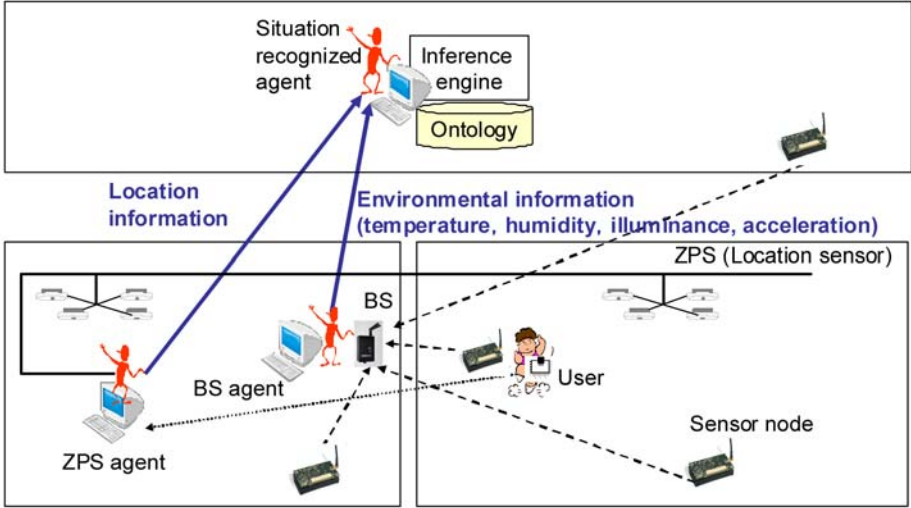 Situation
recognized
agent
Inference
engine
Ontology
Location
information
Environmental information
(temperature, humidity, illuminance, acceleration)
ZPS (Location sensor)
BS
BS agent
User
ZPS agent
Sensor node